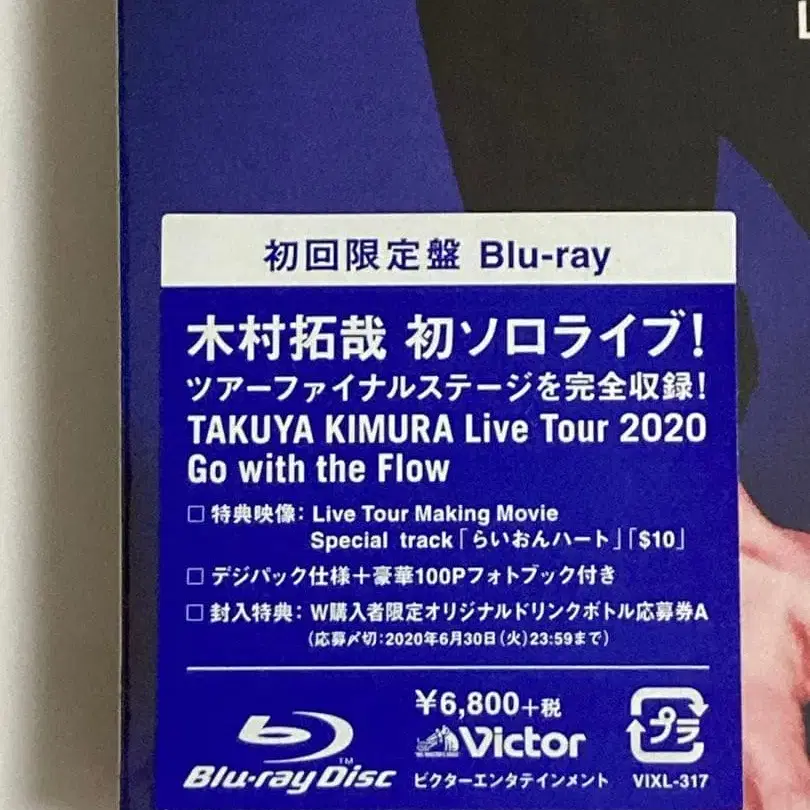 L
初回限定盤 Blu-ray
木村拓哉 初ソロライブ!
ツアーファイナルステージを完全収録!
TAKUYA KIMURA Live Tour 2020
Go with the Flow
□ 特典映像: Live Tour Making Movie
Special track「らいおんハート」「$10」
□ デジパック仕様+豪華100Pフォトブック付き
□ 封入特典: W購入者限定オリジナルドリンクボトル応募券A
(応募〆切:2020年6月30日(火)23:59まで)
¥6,800+税
Blu-ray Disc™
Victor
ビクターエンタテインメント
プラ
VIXL-317